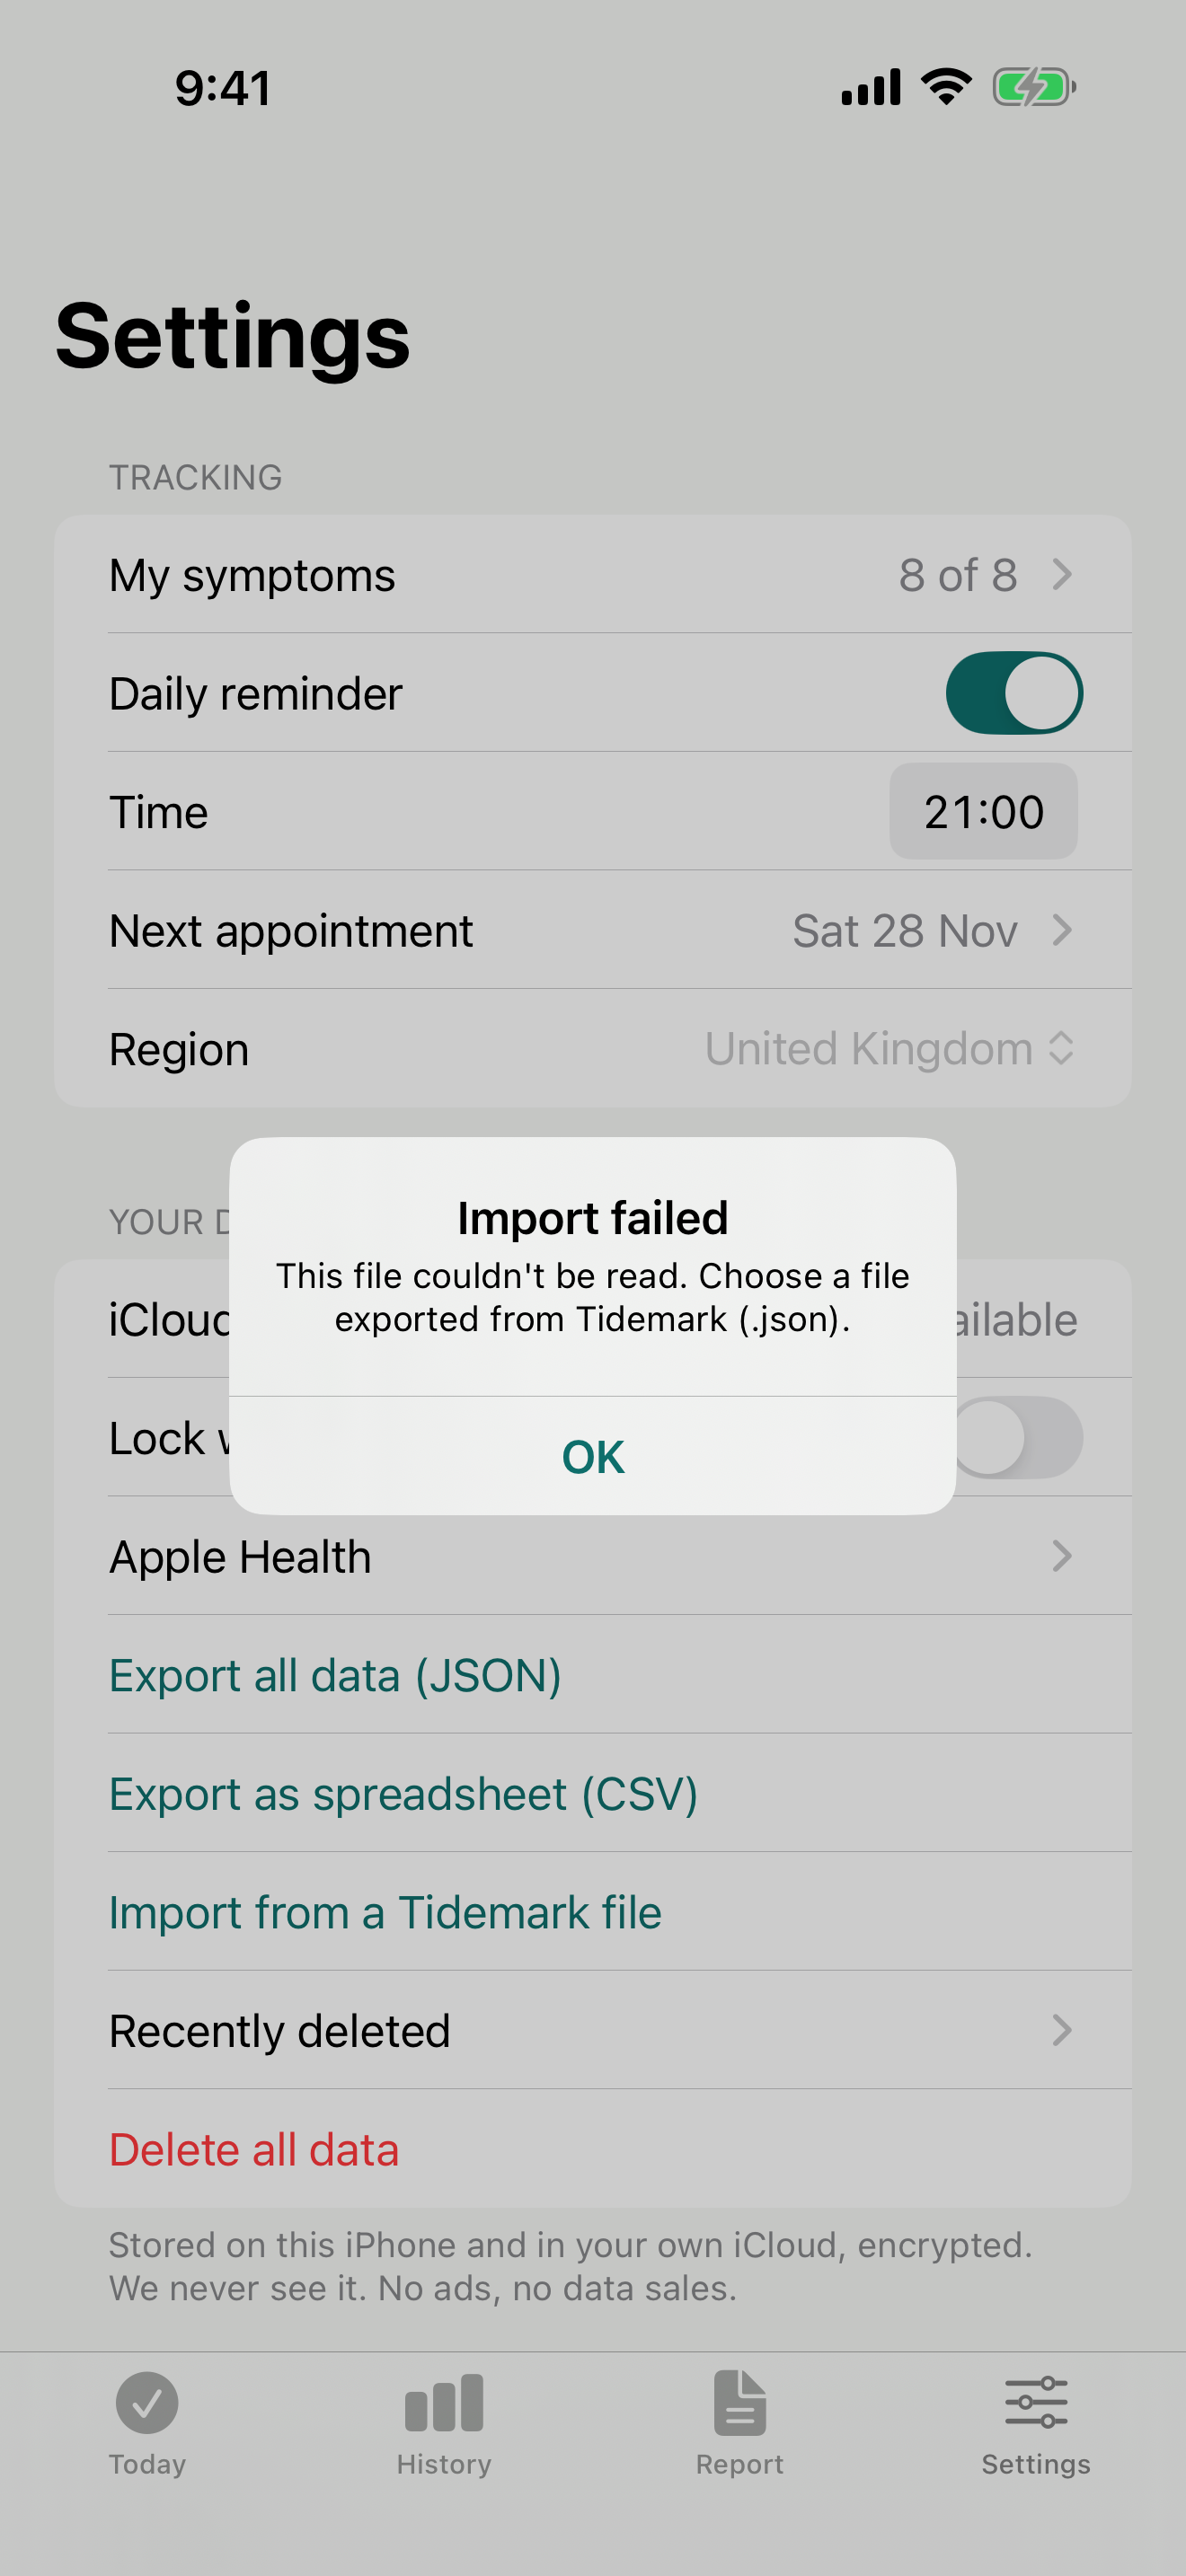 9:41
Settings
TRACKING
My symptoms 8 of 8
Daily reminder
Time 21:00
Next appointment Sat 28 Nov
Region United Kingdom
YOUR
Import failed
This file couldn't be read. Choose a file
exported from Tidemark (.json).
OK
iCloud
Lock
Apple Health
Export all data (JSON)
Export as spreadsheet (CSV)
Import from a Tidemark file
Recently deleted
Delete all data
Stored on this iPhone and in your own iCloud, encrypted.
We never see it. No ads, no data sales.
Today History Report Settings